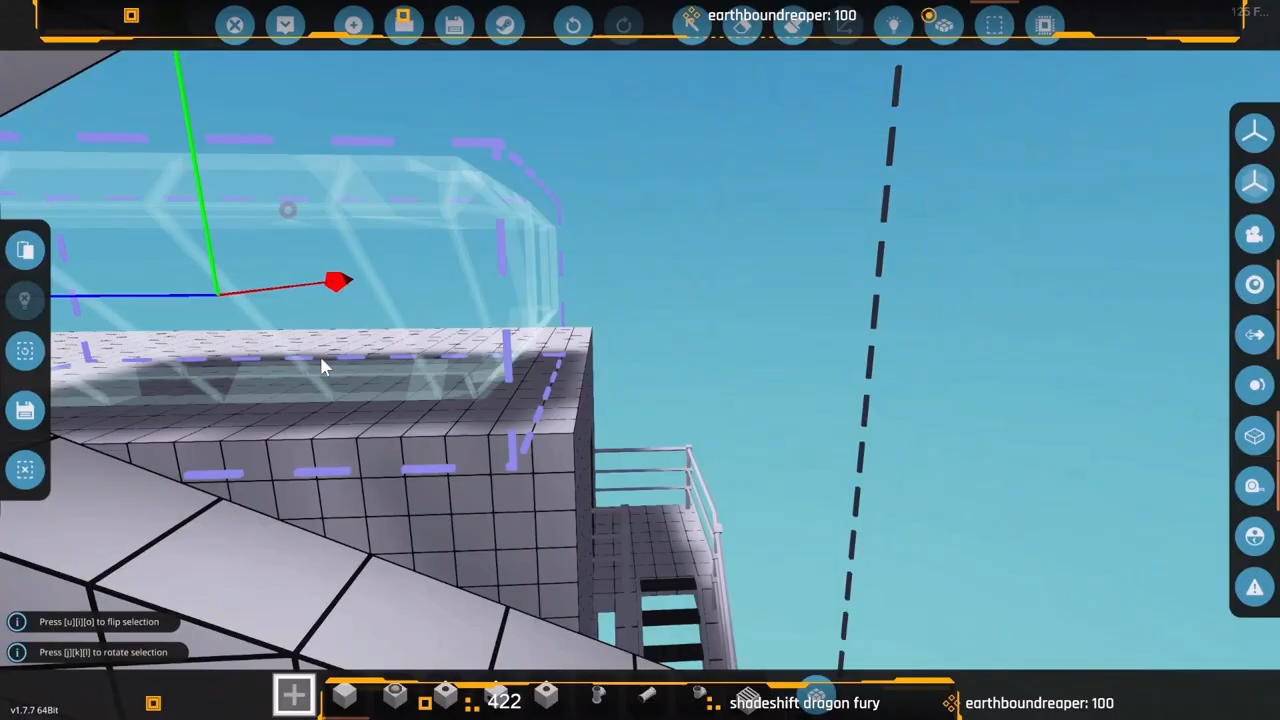 earthboundreaper: 100
Press [u][i][o] to flip selection
Press [j][k][l] to rotate selection
422
shadeshift dragon fury
earthboundreaper: 100
v1.7.7 64Bit